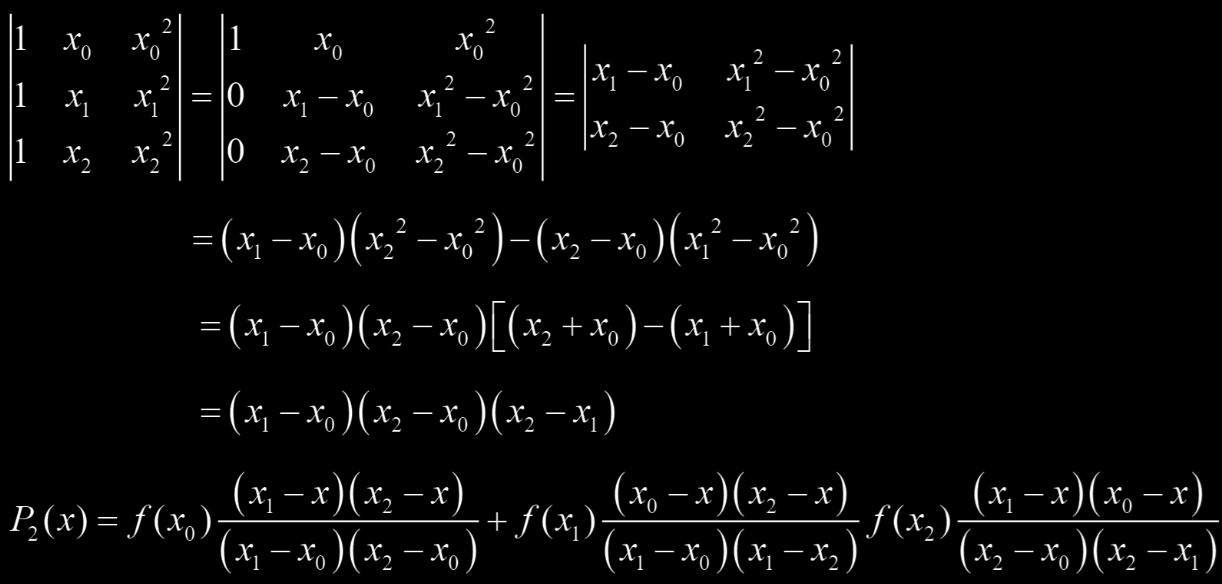 |1 x₀ x₀²; 1 x₁ x₁²; 1 x₂ x₂²| = |1 x₀ x₀²; 0 x₁ − x₀ x₁² − x₀²; 0 x₂ − x₀ x₂² − x₀²| = |x₁ − x₀ x₁² − x₀²; x₂ − x₀ x₂² − x₀²|
= (x₁ − x₀)(x₂² − x₀²) − (x₂ − x₀)(x₁² − x₀²)
= (x₁ − x₀)(x₂ − x₀)[(x₂ + x₀) − (x₁ + x₀)]
= (x₁ − x₀)(x₂ − x₀)(x₂ − x₁)
P₂(x) = f(x₀) (x₁ − x)(x₂ − x) / (x₁ − x₀)(x₂ − x₀) + f(x₁) (x₀ − x)(x₂ − x) / (x₁ − x₀)(x₁ − x₂) f(x₂) (x₁ − x)(x₀ − x) / (x₂ − x₀)(x₂ − x₁)